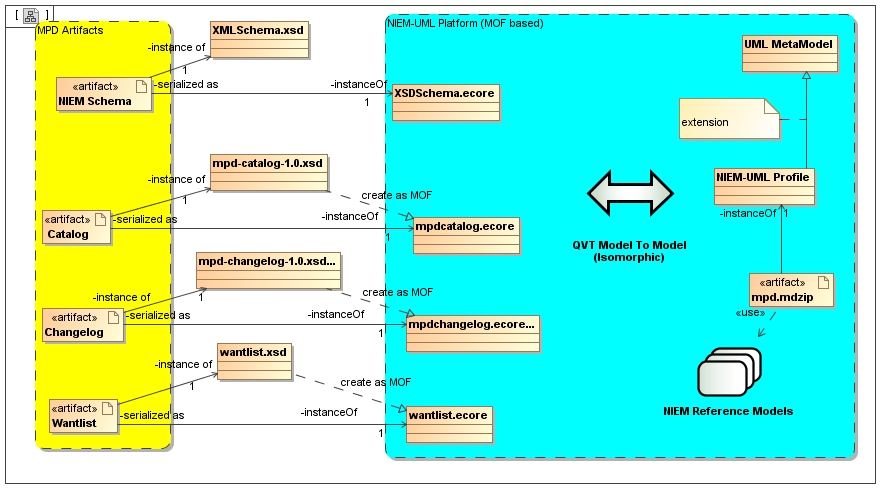 MPD Artifacts
NIEM-UML Platform (MOF based)
XMLSchema.xsd
UML MetaModel
-instance of
1
«artifact»
NIEM Schema
-serialized as
-instanceOf
1
XSDSchema.ecore
extension
mpd-catalog-1.0.xsd
-instance of
1
create as MOF
NIEM-UML Profile
-instanceOf
1
«artifact»
Catalog
-serialized as
-instanceOf
1
mpdcatalog.ecore
QVT Model To Model
(Isomorphic)
mpd-changelog-1.0.xsd...
-instance of
1
create as MOF
«artifact»
mpd.mdzip
«use»
«artifact»
Changelog
-serialized as
-instanceOf
1
mpdchangelog.ecore...
wantlist.xsd
-instance of
1
create as MOF
«artifact»
Wantlist
-serialized as
-instanceOf
1
wantlist.ecore
NIEM Reference Models